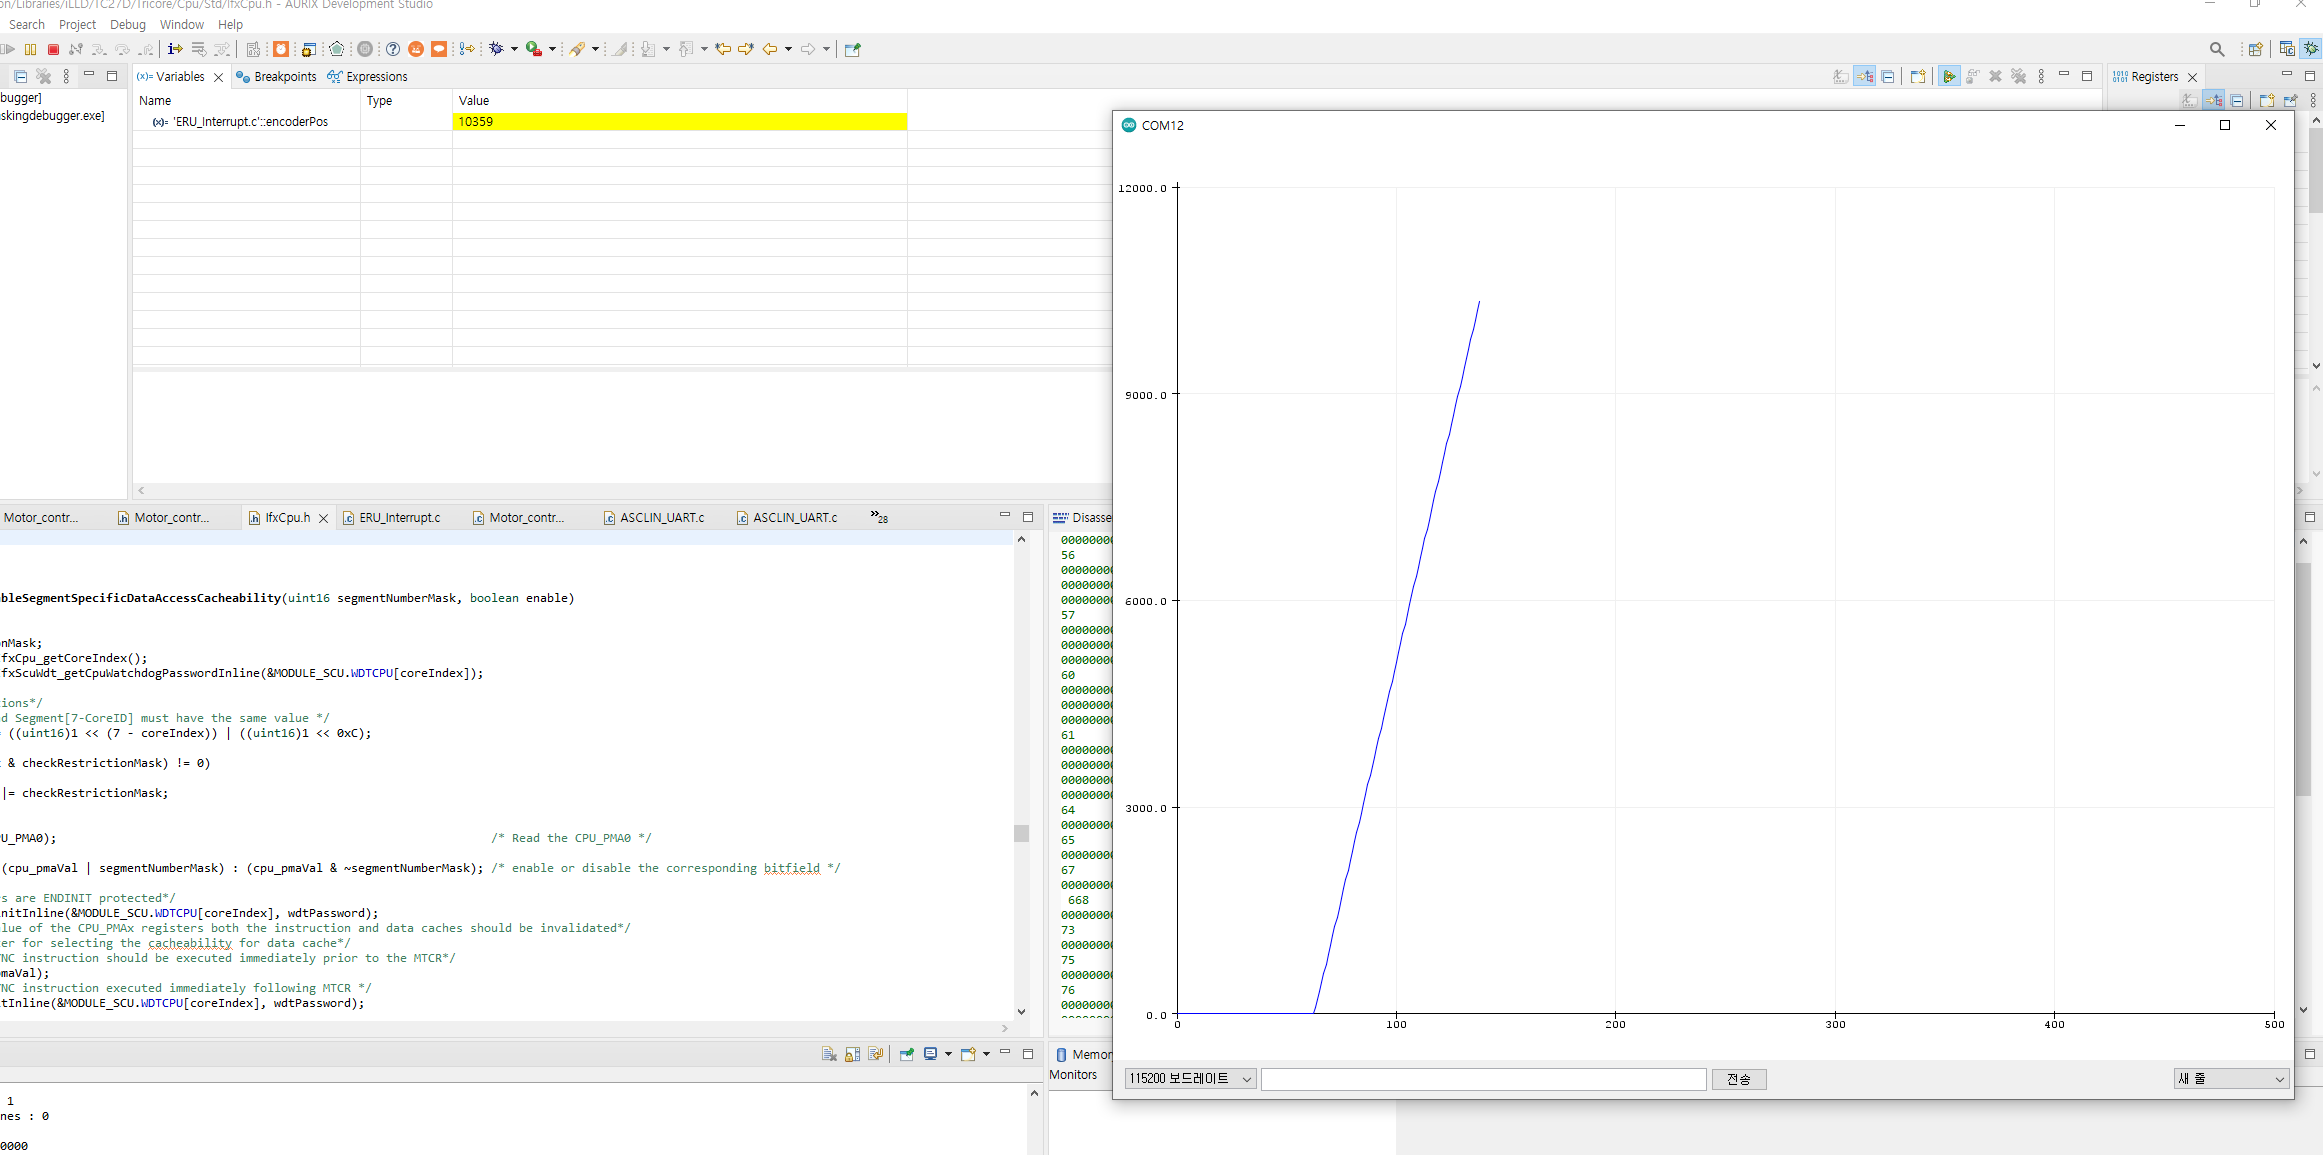 on/Libraries/iLLD/TC27D/Tricore/Cpu/Std/IfxCpu.h - AURIX Development Studio
Search Project Debug Window Help
bugger]
skingdebugger.exe]
(x)= Variables
Breakpoints
Expressions
Name Type Value
(x)= 'ERU_Interrupt.c'::encoderPos 10359
Registers
COM12
12000.0
9000.0
6000.0
3000.0
0.0
0 100 200 300 400 500
115200 보드레이트
전송
새 줄
Motor_contr...
Motor_contr...
IfxCpu.h
ERU_Interrupt.c
Motor_contr...
ASCLIN_UART.c
ASCLIN_UART.c
»28
bleSegmentSpecificDataAccessCacheability(uint16 segmentNumberMask, boolean enable)
onMask;
fxCpu_getCoreIndex();
fxScuWdt_getCpuWatchdogPasswordInline(&MODULE_SCU.WDTCPU[coreIndex]);
ions*/
d Segment[7-CoreID] must have the same value */
= ((uint16)1 << (7 - coreIndex)) | ((uint16)1 << 0xC);
& checkRestrictionMask) != 0)
|= checkRestrictionMask;
U_PMA0); /* Read the CPU_PMA0 */
(cpu_pmaVal | segmentNumberMask) : (cpu_pmaVal & ~segmentNumberMask); /* enable or disable the corresponding bitfield */
s are ENDINIT protected*/
nitInline(&MODULE_SCU.WDTCPU[coreIndex], wdtPassword);
lue of the CPU_PMAx registers both the instruction and data caches should be invalidated*/
ter for selecting the cacheability for data cache*/
NC instruction should be executed immediately prior to the MTCR*/
maVal);
NC instruction executed immediately following MTCR */
tInline(&MODULE_SCU.WDTCPU[coreIndex], wdtPassword);
Disasse
00000000
56
00000000
00000000
00000000
57
00000000
00000000
00000000
60
00000000
00000000
00000000
61
00000000
00000000
00000000
00000000
64
00000000
65
00000000
67
00000000
668
00000000
73
00000000
75
00000000
76
00000000
Memor
Monitors
1
nes : 0
0000